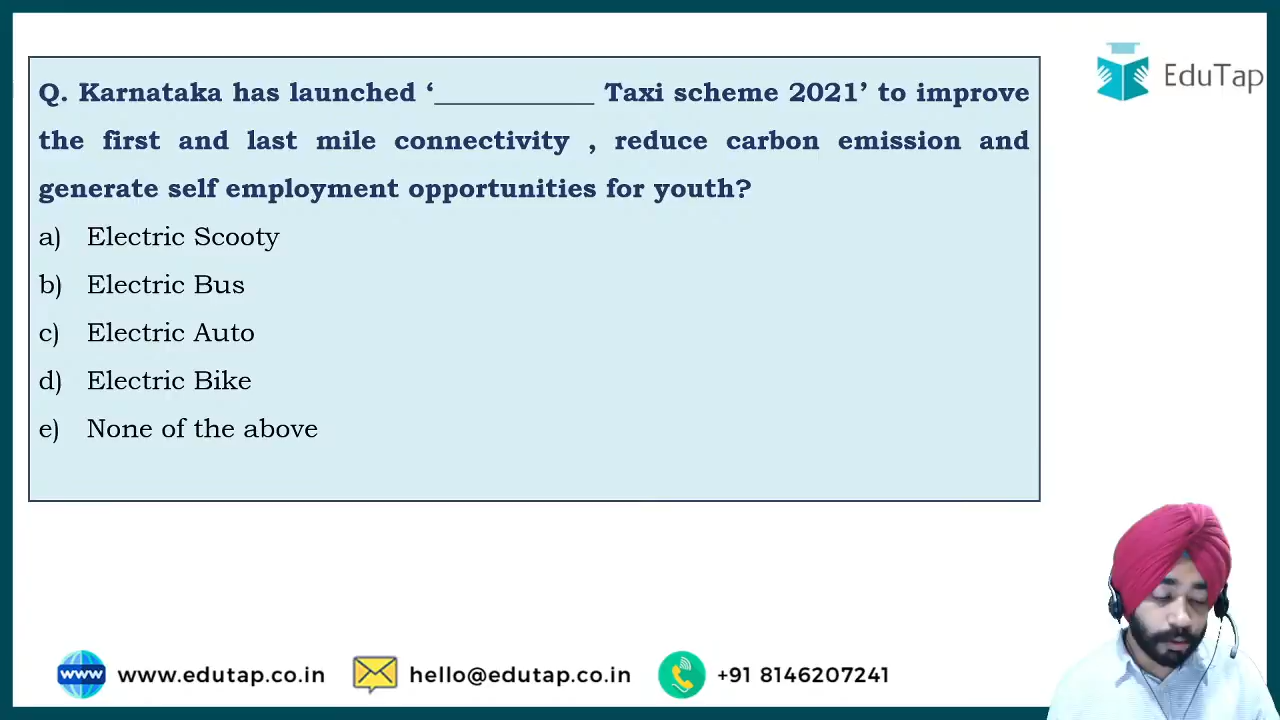 EduTap
Q. Karnataka has launched ‘____________ Taxi scheme 2021’ to improve
the first and last mile connectivity , reduce carbon emission and
generate self employment opportunities for youth?
a) Electric Scooty
b) Electric Bus
c) Electric Auto
d) Electric Bike
e) None of the above
www www.edutap.co.in hello@edutap.co.in +91 8146207241